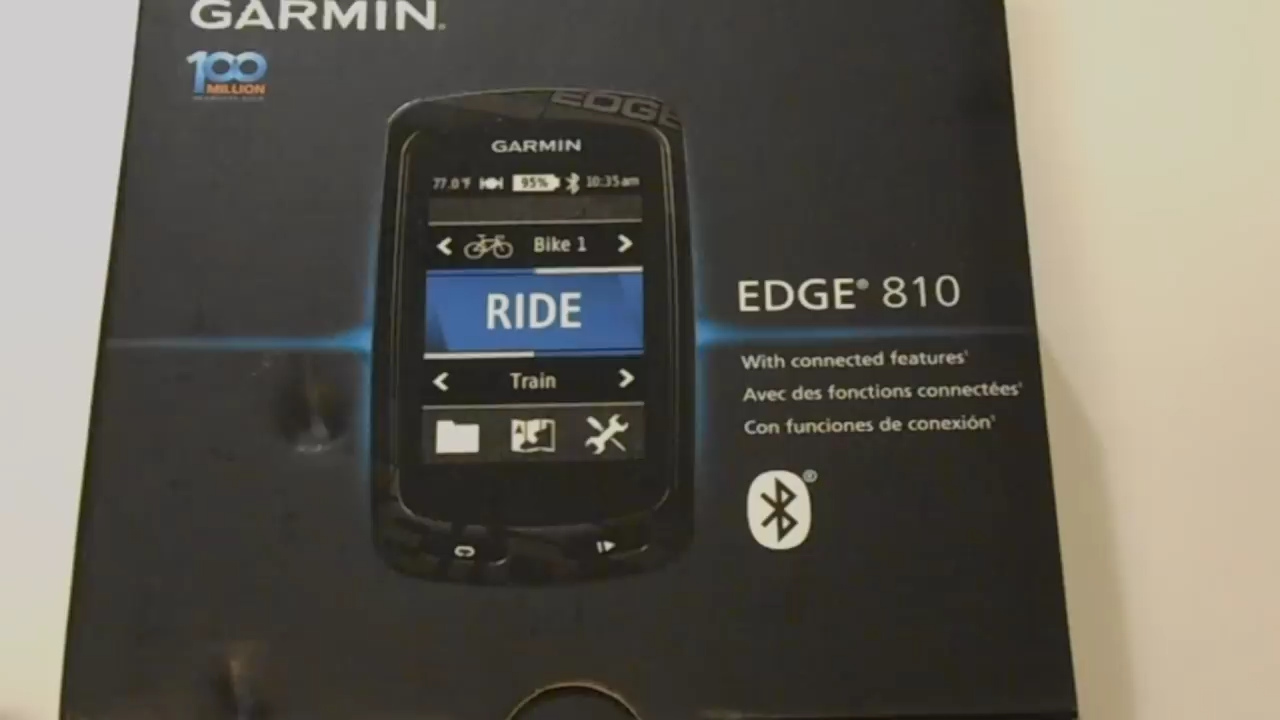 GARMIN.
100
MILLION
EDGE
GARMIN
77.0°F 95% 10:35am
Bike 1
RIDE
Train
EDGE® 810
With connected features¹
Avec des fonctions connectées¹
Con funciones de conexión¹
®